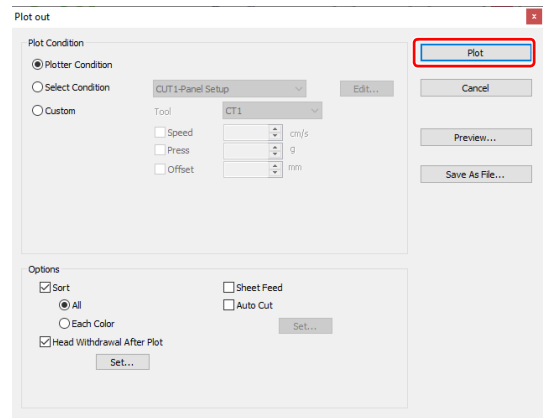 Plot out
x
Plot Condition
Plotter Condition
Select Condition
CUT1-Panel Setup
Edit...
Custom
Tool
CT1
Speed
cm/s
Press
g
Offset
mm
Plot
Cancel
Preview...
Save As File...
Options
Sort
All
Each Color
Head Withdrawal After Plot
Set...
Sheet Feed
Auto Cut
Set...